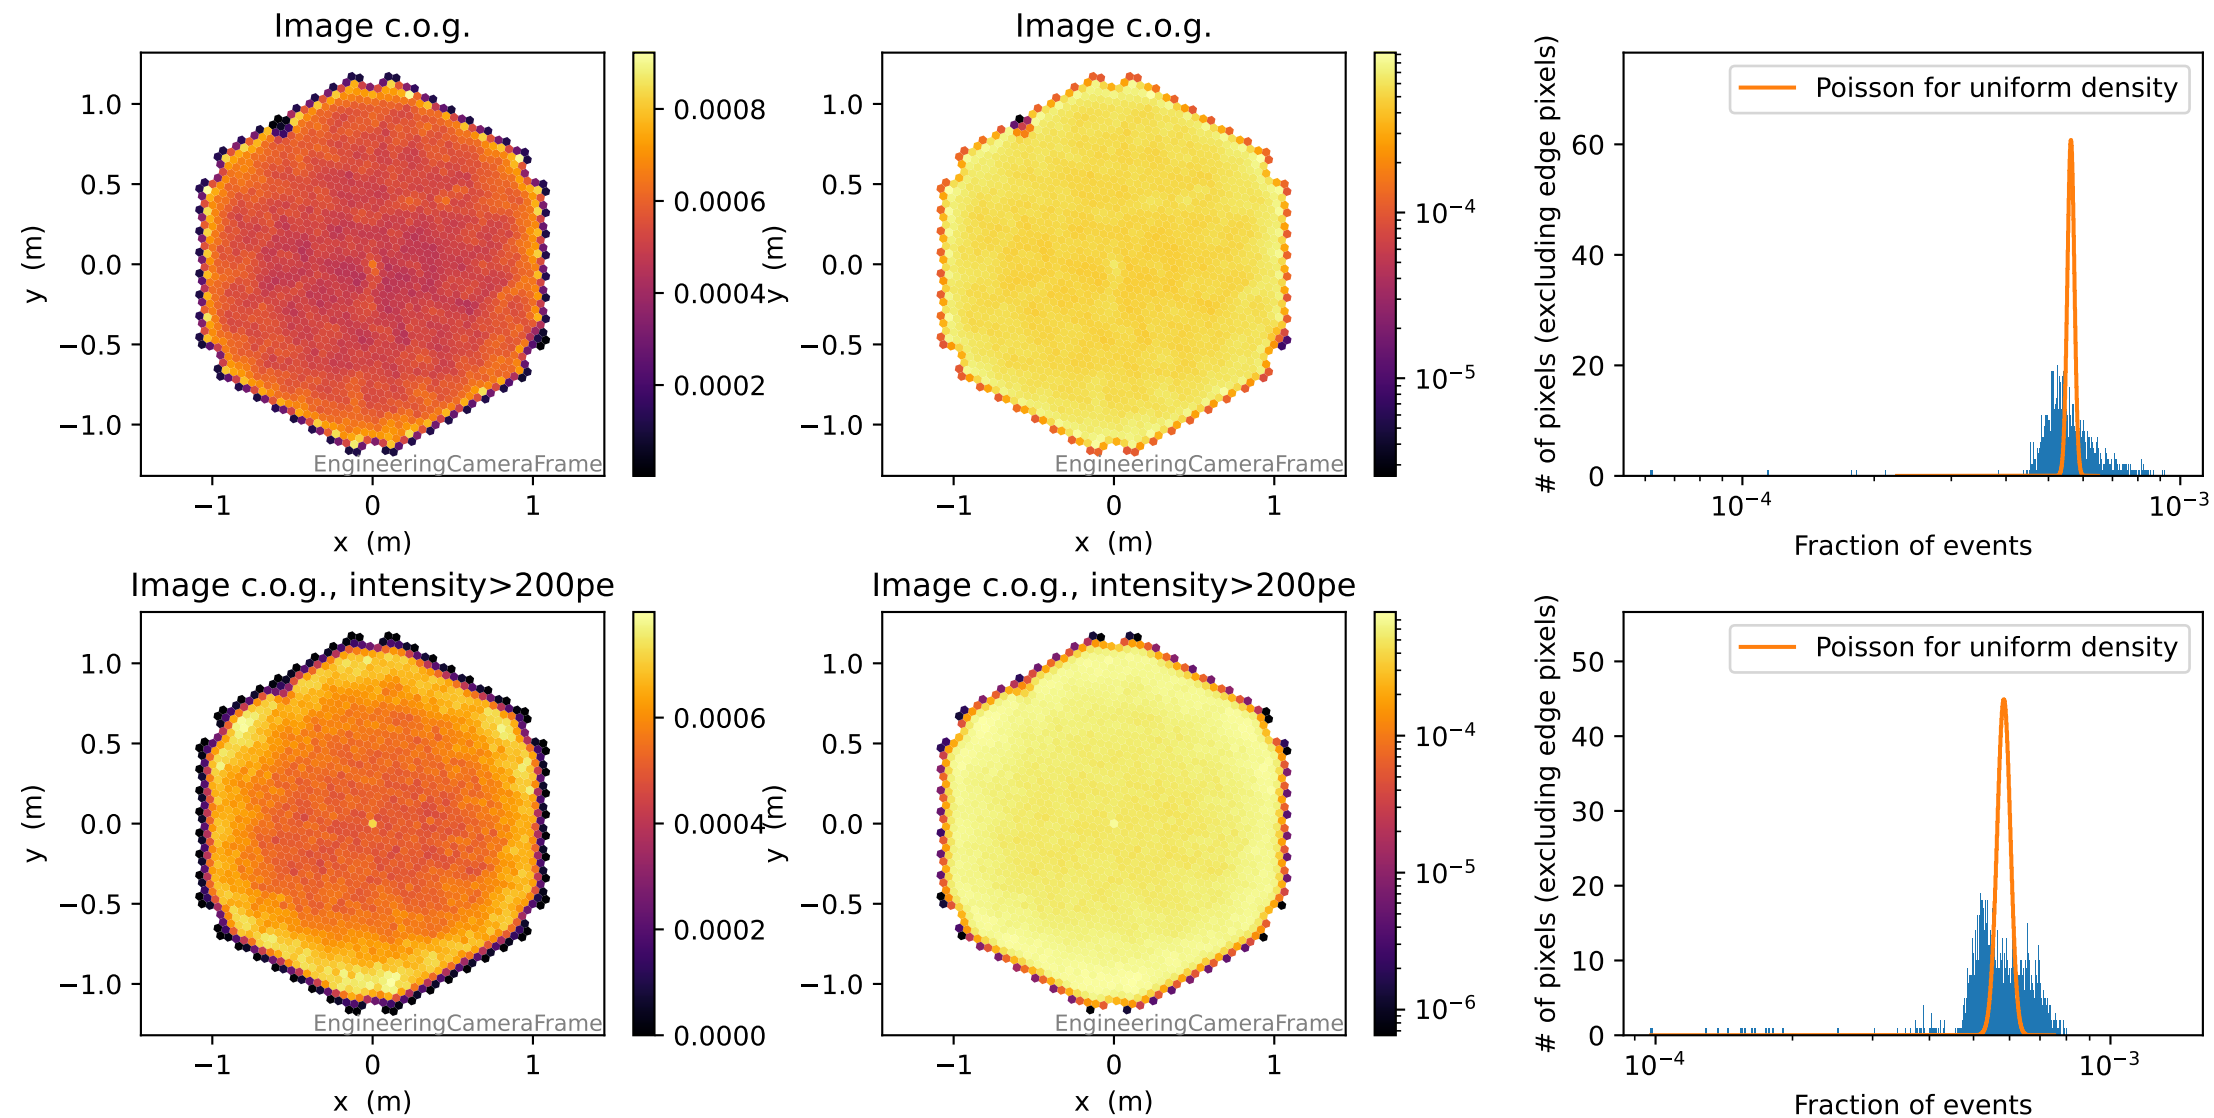 Image c.o.g.
1.0
0.5
0.0
−0.5
−1.0
y (m)
−1
0
1
x (m)
EngineeringCameraFrame
0.0008
0.0006
0.0004
0.0002
Image c.o.g.
1.0
0.5
0.0
−0.5
−1.0
y (m)
−1
0
1
x (m)
EngineeringCameraFrame
10⁻⁴
10⁻⁵
# of pixels (excluding edge pixels)
60
40
20
0
Poisson for uniform density
10⁻⁴
10⁻³
Fraction of events
Image c.o.g., intensity>200pe
1.0
0.5
0.0
−0.5
−1.0
y (m)
−1
0
1
x (m)
EngineeringCameraFrame
0.0006
0.0004
0.0002
0.0000
Image c.o.g., intensity>200pe
1.0
0.5
0.0
−0.5
−1.0
y (m)
−1
0
1
x (m)
EngineeringCameraFrame
10⁻⁴
10⁻⁵
10⁻⁶
# of pixels (excluding edge pixels)
50
40
30
20
10
0
Poisson for uniform density
10⁻⁴
10⁻³
Fraction of events